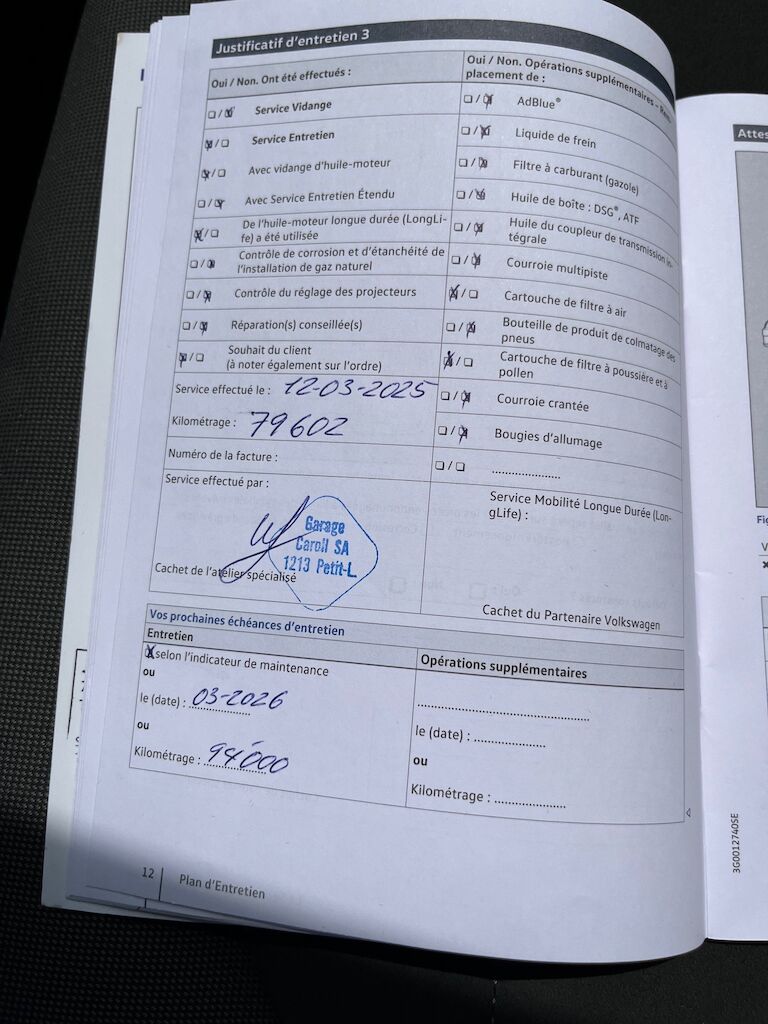 Justificatif d'entretien 3
Oui / Non. Ont été effectués :
❏ / ☒ Service Vidange
☒ / ❏ Service Entretien
☒ / ❏ Avec vidange d'huile-moteur
❏ / ☒ Avec Service Entretien Étendu
☒ / ❏ De l'huile-moteur longue durée (LongLi-
fe) a été utilisée
❏ / ☒ Contrôle de corrosion et d'étanchéité de
l'installation de gaz naturel
❏ / ☒ Contrôle du réglage des projecteurs
❏ / ☒ Réparation(s) conseillée(s)
☒ / ❏ Souhait du client
(à noter également sur l'ordre)
Service effectué le : 12-03-2025
Kilométrage : 79602
Numéro de la facture :
Service effectué par :
Garage
Caroll SA
1213 Petit-L.
Cachet de l'atelier spécialisé
Oui / Non. Opérations supplémentaires – Rem-
placement de :
❏ / ☒ AdBlue®
❏ / ☒ Liquide de frein
❏ / ☒ Filtre à carburant (gazole)
❏ / ☒ Huile de boîte : DSG®, ATF
❏ / ☒ Huile du coupleur de transmission in-
tégrale
❏ / ☒ Courroie multipiste
☒ / ❏ Cartouche de filtre à air
❏ / ☒ Bouteille de produit de colmatage des
pneus
☒ / ❏ Cartouche de filtre à poussière et à
pollen
❏ / ☒ Courroie crantée
❏ / ☒ Bougies d'allumage
❏ / ❏ .....................
Service Mobilité Longue Durée (Lon-
gLife) :
Cachet du Partenaire Volkswagen
Vos prochaines échéances d'entretien
Entretien
☒ selon l'indicateur de maintenance
ou
le (date) : 03-2026
ou
Kilométrage : 94'000
Opérations supplémentaires
.....................................................
le (date) : ......................
ou
Kilométrage : ......................
12 Plan d'Entretien
Attes
Fig
3G0012740SE